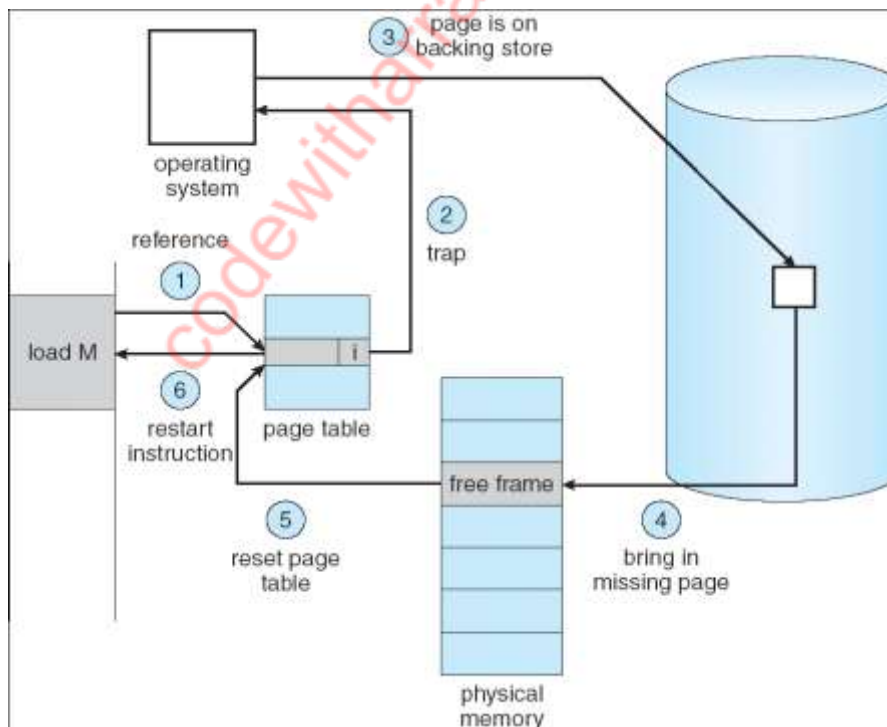 3
page is on
backing store
operating
system
2
trap
reference
1
load M
i
6
restart
instruction
page table
free frame
5
reset page
table
4
bring in
missing page
physical
memory